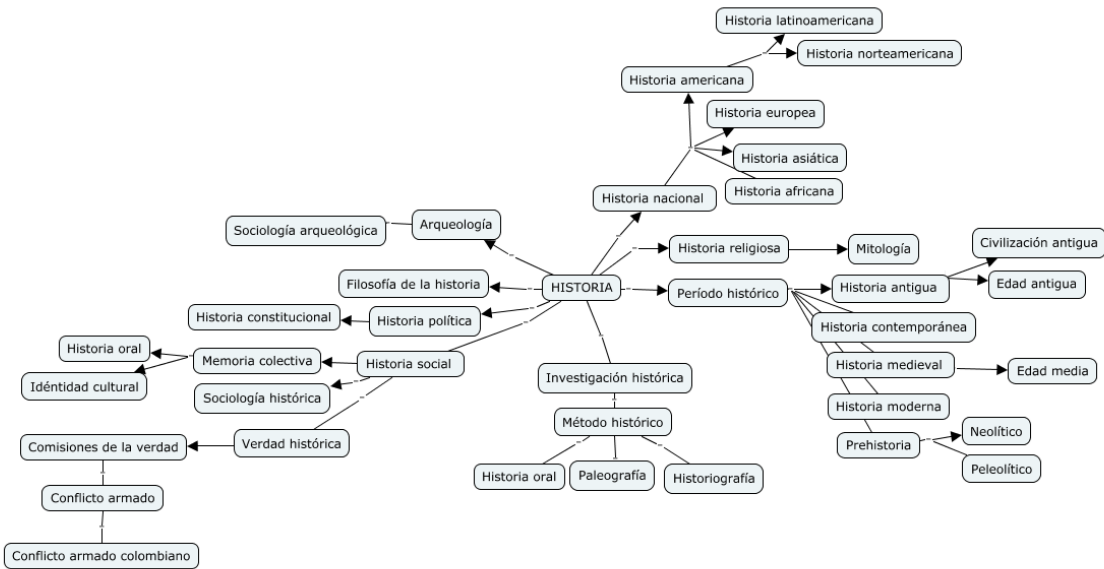 Historia latinoamericana
Historia norteamericana
Historia americana
Historia europea
Historia asiática
Historia africana
Historia nacional
Arqueología
Sociología arqueológica
Historia religiosa
Mitología
Civilización antigua
Edad antigua
Filosofía de la historia
HISTORIA
Período histórico
Historia antigua
Historia constitucional
Historia política
Historia contemporánea
Historia oral
Memoria colectiva
Historia social
Historia medieval
Edad media
Idéntidad cultural
Sociología histórica
Investigación histórica
Historia moderna
Método histórico
Neolítico
Comisiones de la verdad
Verdad histórica
Prehistoria
Peleolítico
Historia oral
Paleografía
Historiografía
Conflicto armado
Conflicto armado colombiano